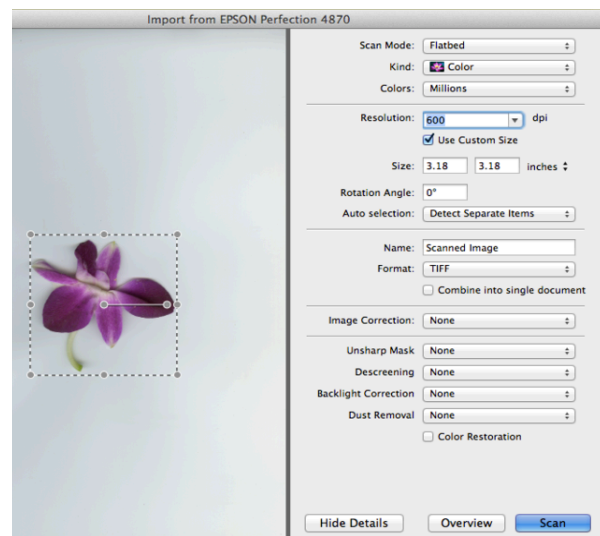 Import from EPSON Perfection 4870
Scan Mode: Flatbed
Kind: Color
Colors: Millions
Resolution: 600 dpi
Use Custom Size
Size: 3.18 3.18 inches
Rotation Angle: 0°
Auto selection: Detect Separate Items
Name: Scanned Image
Format: TIFF
Combine into single document
Image Correction: None
Unsharp Mask None
Descreening None
Backlight Correction None
Dust Removal None
Color Restoration
Hide Details Overview Scan